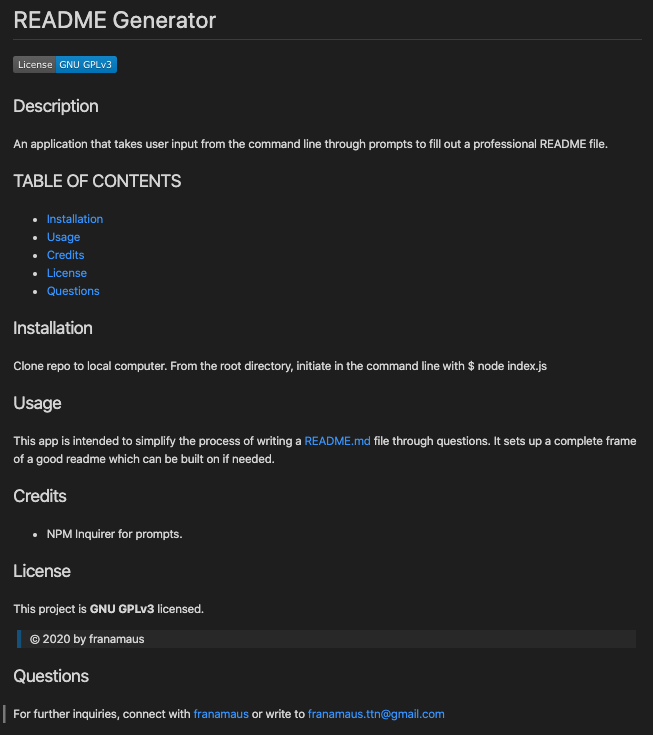 README Generator
License GNU GPLv3
Description
An application that takes user input from the command line through prompts to fill out a professional README file.
TABLE OF CONTENTS
Installation
Usage
Credits
License
Questions
Installation
Clone repo to local computer. From the root directory, initiate in the command line with $ node index.js
Usage
This app is intended to simplify the process of writing a README.md file through questions. It sets up a complete frame
of a good readme which can be built on if needed.
Credits
NPM Inquirer for prompts.
License
This project is GNU GPLv3 licensed.
© 2020 by franamaus
Questions
For further inquiries, connect with franamaus or write to franamaus.ttn@gmail.com